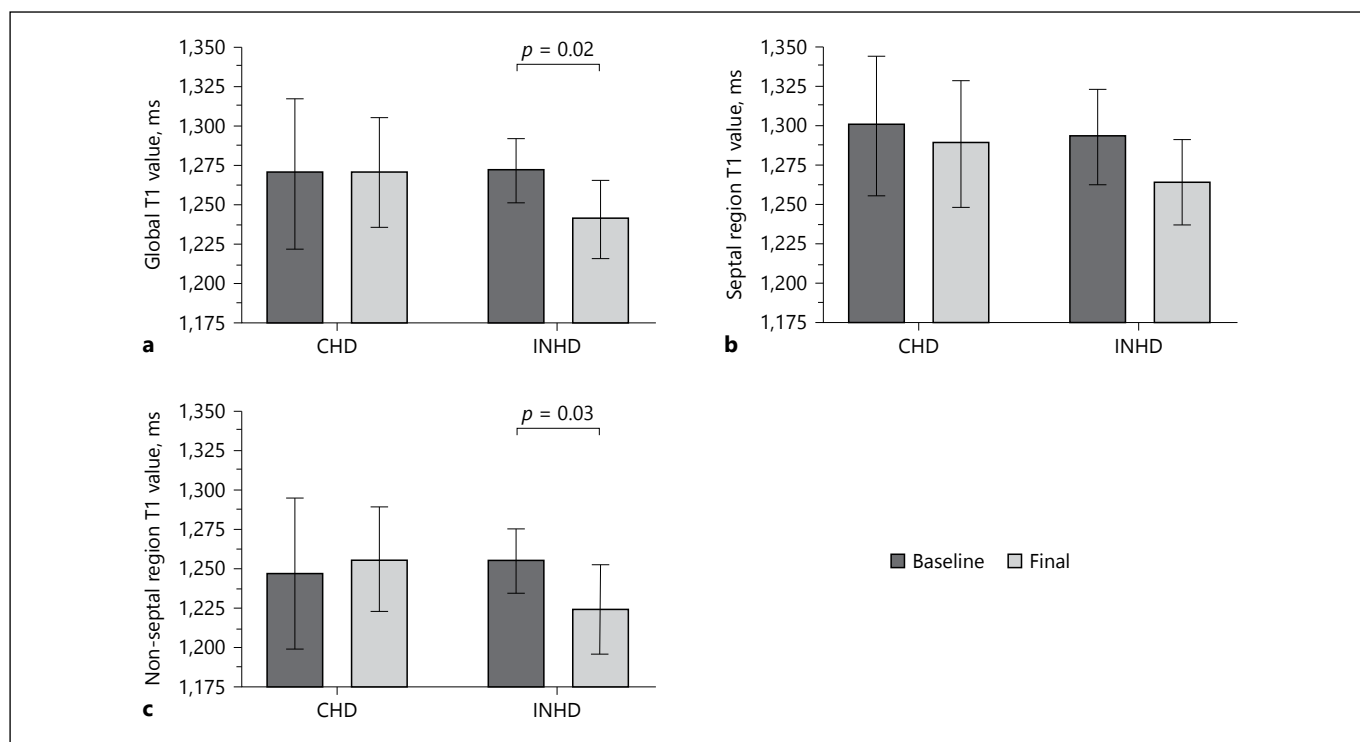 1,350
1,325
1,300
1,275
1,250
1,225
1,200
1,175
Global T1 value, ms
p = 0.02
CHD
INHD
a
1,350
1,325
1,300
1,275
1,250
1,225
1,200
1,175
Septal region T1 value, ms
CHD
INHD
b
1,350
1,325
1,300
1,275
1,250
1,225
1,200
1,175
Non-septal region T1 value, ms
p = 0.03
CHD
INHD
c
Baseline Final